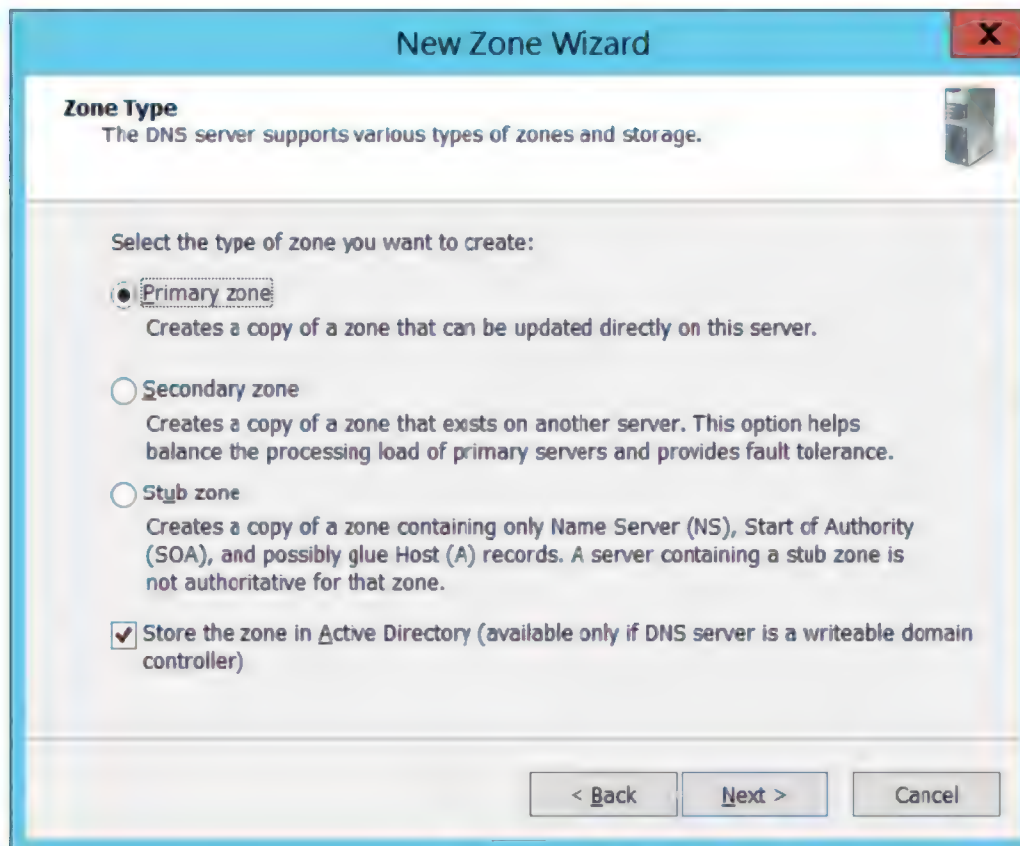 New Zone Wizard
X
Zone Type
The DNS server supports various types of zones and storage.
Select the type of zone you want to create:
Primary zone
Creates a copy of a zone that can be updated directly on this server.
Secondary zone
Creates a copy of a zone that exists on another server. This option helps
balance the processing load of primary servers and provides fault tolerance.
Stub zone
Creates a copy of a zone containing only Name Server (NS), Start of Authority
(SOA), and possibly glue Host (A) records. A server containing a stub zone is
not authoritative for that zone.
Store the zone in Active Directory (available only if DNS server is a writeable domain
controller)
< Back Next > Cancel